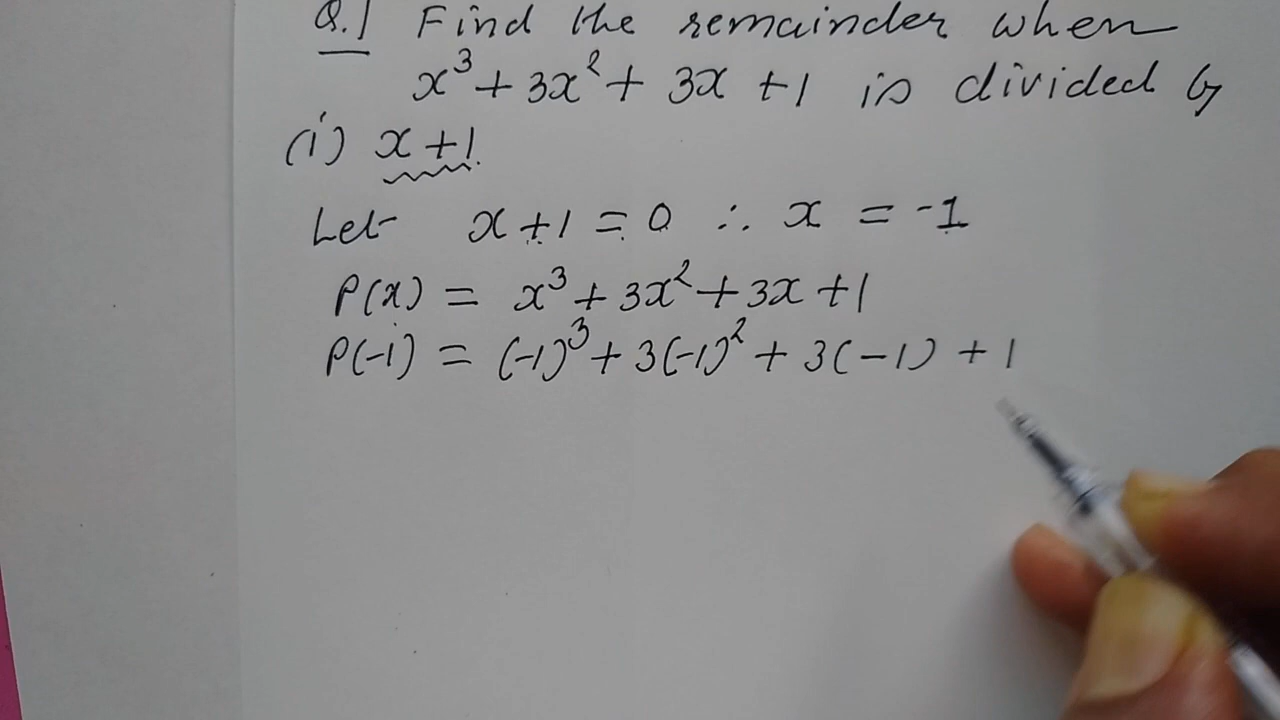 Q.1 Find the remainder when
x³ + 3x² + 3x + 1 is divided by
(i) x + 1.
Let x + 1 = 0 ∴ x = -1
P(x) = x³ + 3x² + 3x + 1
P(-1) = (-1)³ + 3(-1)² + 3(-1) + 1